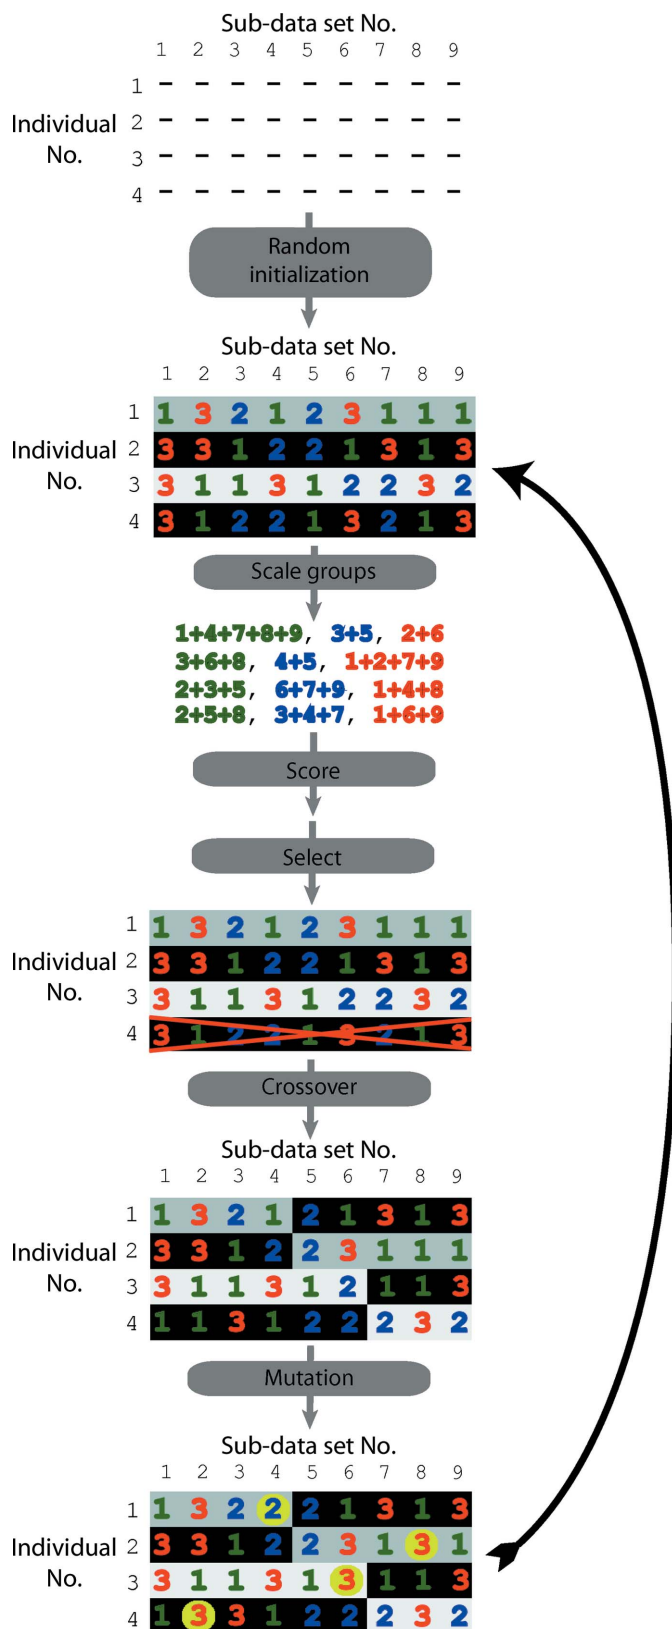 Sub-data set No.
1 2 3 4 5 6 7 8 9
1 - - - - - - - - -
Individual 2 - - - - - - - - -
No. 3 - - - - - - - - -
4 - - - - - - - - -
Random
initialization
Sub-data set No.
1 2 3 4 5 6 7 8 9
1 1 3 2 1 2 3 1 1 1
Individual 2 3 3 1 2 2 1 3 1 3
No. 3 3 1 1 3 1 2 2 3 2
4 3 1 2 2 1 3 2 1 3
Scale groups
1+4+7+8+9, 3+5, 2+6
3+6+8, 4+5, 1+2+7+9
2+3+5, 6+7+9, 1+4+8
2+5+8, 3+4+7, 1+6+9
Score
Select
1 1 3 2 1 2 3 1 1 1
Individual 2 3 3 1 2 2 1 3 1 3
No. 3 3 1 1 3 1 2 2 3 2
4 3 1 2 2 1 3 2 1 3
Crossover
Sub-data set No.
1 2 3 4 5 6 7 8 9
1 1 3 2 1 2 1 3 1 3
Individual 2 3 3 1 2 2 3 1 1 1
No. 3 3 1 1 3 1 2 1 1 3
4 1 1 3 1 2 2 2 3 2
Mutation
Sub-data set No.
1 2 3 4 5 6 7 8 9
1 1 3 2 2 2 1 3 1 3
Individual 2 3 3 1 2 2 3 1 3 1
No. 3 3 1 1 3 1 3 1 1 3
4 1 3 3 1 2 2 2 3 2